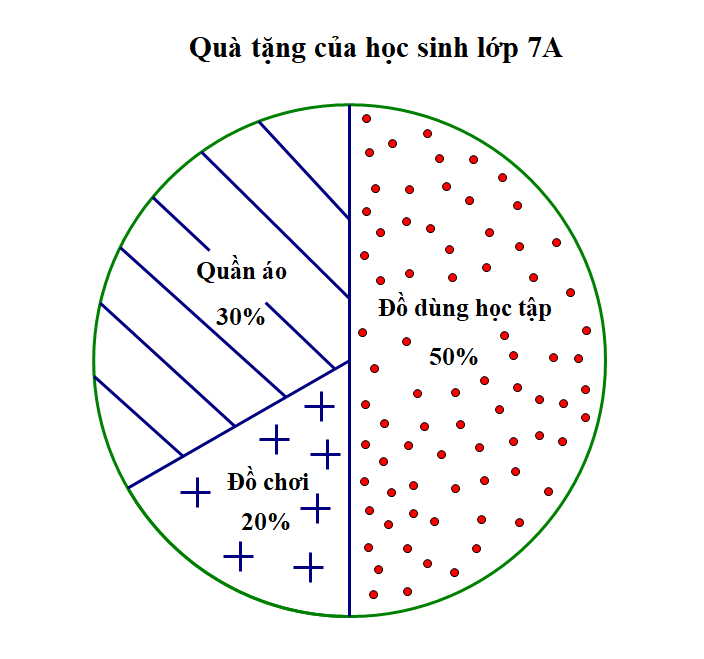 Quà tặng của học sinh lớp 7A
Quần áo
30%
Đồ dùng học tập
50%
Đồ chơi
20%